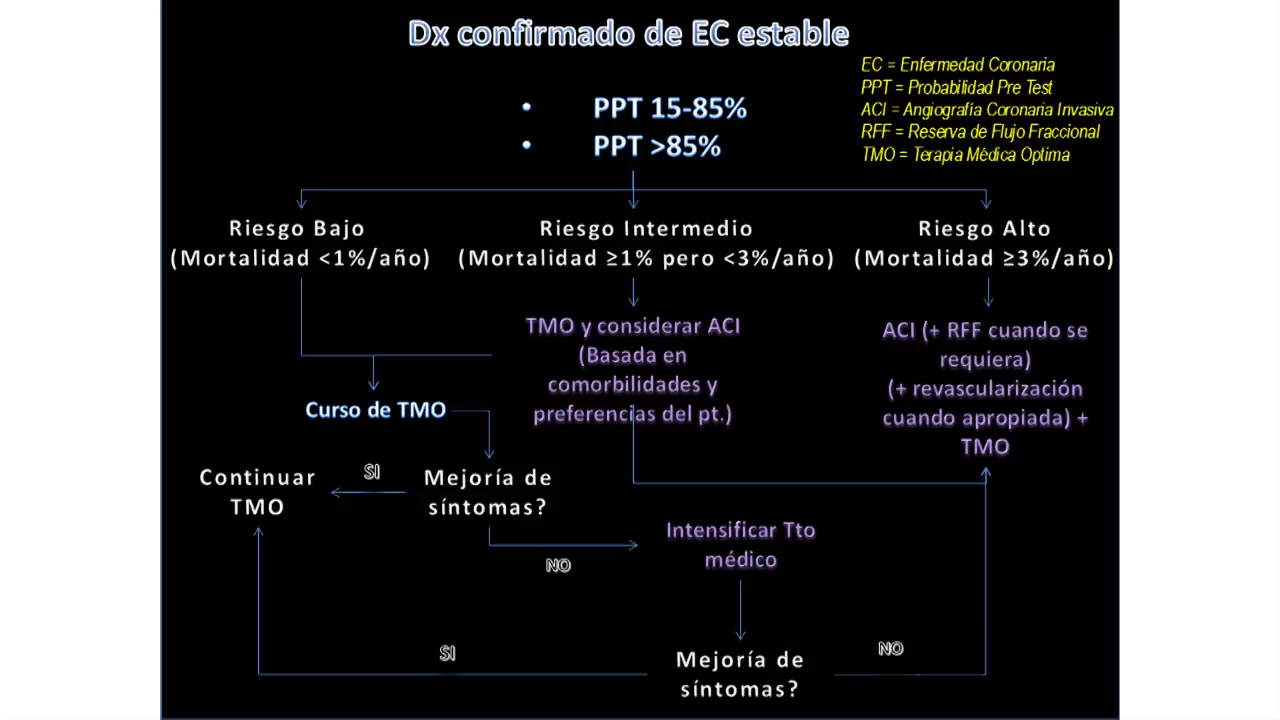 Dx confirmado de EC estable
EC = Enfermedad Coronaria
PPT = Probabilidad Pre Test
ACI = Angiografía Coronaria Invasiva
RFF = Reserva de Flujo Fraccional
TMO = Terapia Médica Optima
• PPT 15-85%
• PPT >85%
Riesgo Bajo
(Mortalidad <1%/año)
Riesgo Intermedio
(Mortalidad ≥1% pero <3%/año)
Riesgo Alto
(Mortalidad ≥3%/año)
TMO y considerar ACI
(Basada en
comorbilidades y
preferencias del pt.)
ACI (+ RFF cuando se
requiera)
(+ revascularización
cuando apropiada) +
TMO
Curso de TMO
Continuar
TMO
SI
Mejoría de
síntomas?
NO
Intensificar Tto
médico
SI
Mejoría de
síntomas?
NO